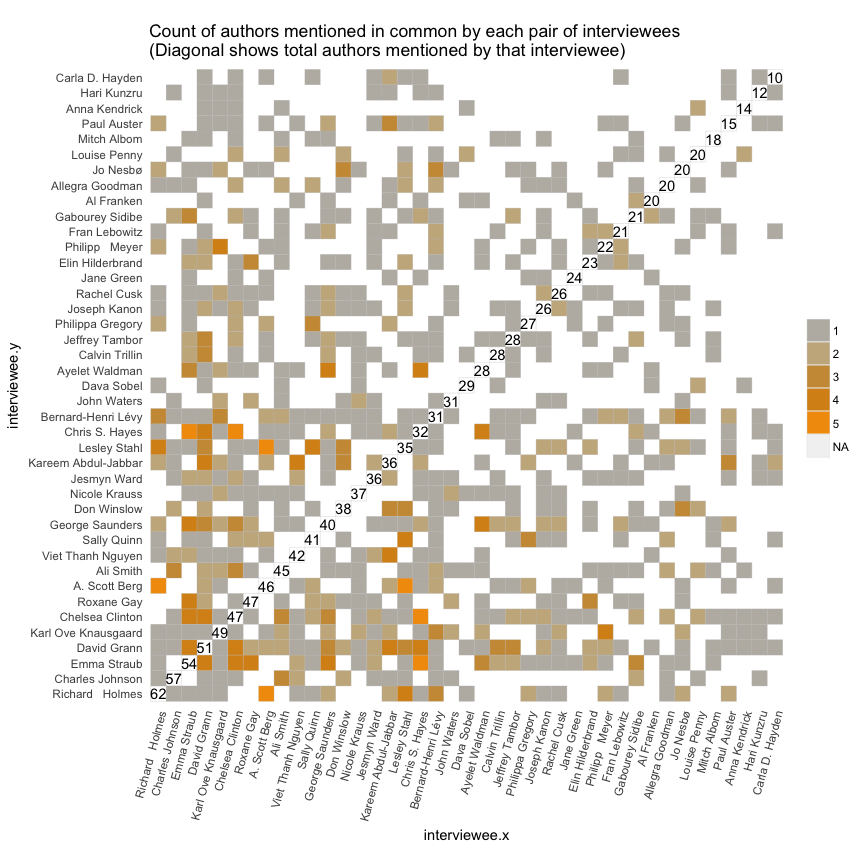 Count of authors mentioned in common by each pair of interviewees
(Diagonal shows total authors mentioned by that interviewee)
interviewee.y
Carla D. Hayden
Hari Kunzru
Anna Kendrick
Paul Auster
Mitch Albom
Louise Penny
Jo Nesbø
Allegra Goodman
Al Franken
Gabourey Sidibe
Fran Lebowitz
Philipp   Meyer
Elin Hilderbrand
Jane Green
Rachel Cusk
Joseph Kanon
Philippa Gregory
Jeffrey Tambor
Calvin Trillin
Ayelet Waldman
Dava Sobel
John Waters
Bernard-Henri Lévy
Chris S. Hayes
Lesley Stahl
Kareem Abdul-Jabbar
Jesmyn Ward
Nicole Krauss
Don Winslow
George Saunders
Sally Quinn
Viet Thanh Nguyen
Ali Smith
A. Scott Berg
Roxane Gay
Chelsea Clinton
Karl Ove Knausgaard
David Grann
Emma Straub
Charles Johnson
Richard   Holmes
10
12
14
15
18
20
20
20
20
21
21
22
23
24
26
26
27
28
28
28
29
31
31
32
35
36
36
37
38
40
41
42
45
46
47
47
49
51
54
57
62
Richard   Holmes
Charles Johnson
Emma Straub
David Grann
Karl Ove Knausgaard
Chelsea Clinton
Roxane Gay
A. Scott Berg
Ali Smith
Viet Thanh Nguyen
Sally Quinn
George Saunders
Don Winslow
Nicole Krauss
Jesmyn Ward
Kareem Abdul-Jabbar
Lesley Stahl
Chris S. Hayes
Bernard-Henri Lévy
John Waters
Dava Sobel
Ayelet Waldman
Calvin Trillin
Jeffrey Tambor
Philippa Gregory
Joseph Kanon
Rachel Cusk
Jane Green
Elin Hilderbrand
Philipp   Meyer
Fran Lebowitz
Gabourey Sidibe
Al Franken
Allegra Goodman
Jo Nesbø
Louise Penny
Mitch Albom
Paul Auster
Anna Kendrick
Hari Kunzru
Carla D. Hayden
interviewee.x
1
2
3
4
5
NA